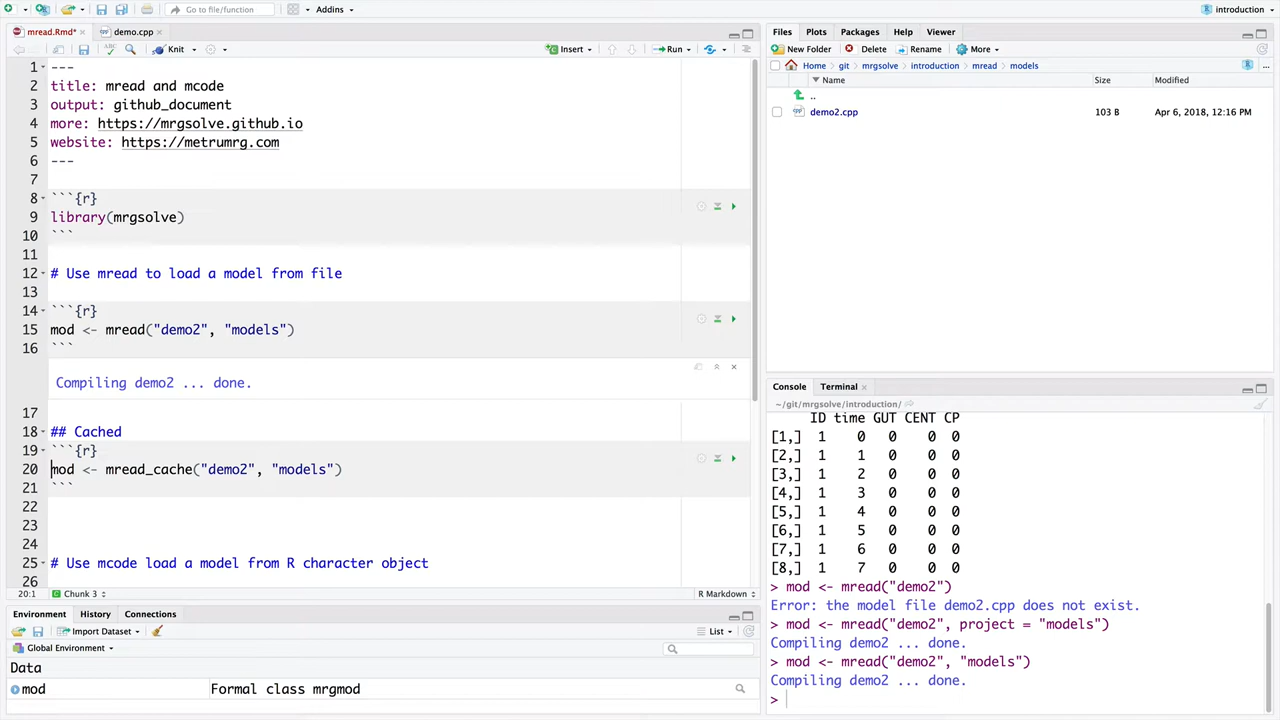 Go to file/function
Addins
introduction
mread.Rmd*
demo.cpp
Knit
Insert
Run
1 ---
2 title: mread and mcode
3 output: github_document
4 more: https://mrgsolve.github.io
5 website: https://metrumrg.com
6 ---
7
8 ```{r}
9 library(mrgsolve)
10 ```
11
12 # Use mread to load a model from file
13
14 ```{r}
15 mod <- mread("demo2", "models")
16 ```
Compiling demo2 ... done.
17
18 ## Cached
19 ```{r}
20 mod <- mread_cache("demo2", "models")
21 ```
22
23
24
25 # Use mcode load a model from R character object
26
20:1 Chunk 3 R Markdown
Environment History Connections
Import Dataset List
Global Environment
Data
mod Formal class mrgmod
Files Plots Packages Help Viewer
New Folder Delete Rename More
Home git mrgsolve introduction mread models ...
Name Size Modified
..
demo2.cpp 103 B Apr 6, 2018, 12:16 PM
Console Terminal
~/git/mrgsolve/introduction/
ID time GUT CENT CP
[1,] 1 0 0 0 0
[2,] 1 1 0 0 0
[3,] 1 2 0 0 0
[4,] 1 3 0 0 0
[5,] 1 4 0 0 0
[6,] 1 5 0 0 0
[7,] 1 6 0 0 0
[8,] 1 7 0 0 0
> mod <- mread("demo2")
Error: the model file demo2.cpp does not exist.
> mod <- mread("demo2", project = "models")
Compiling demo2 ... done.
> mod <- mread("demo2", "models")
Compiling demo2 ... done.
>